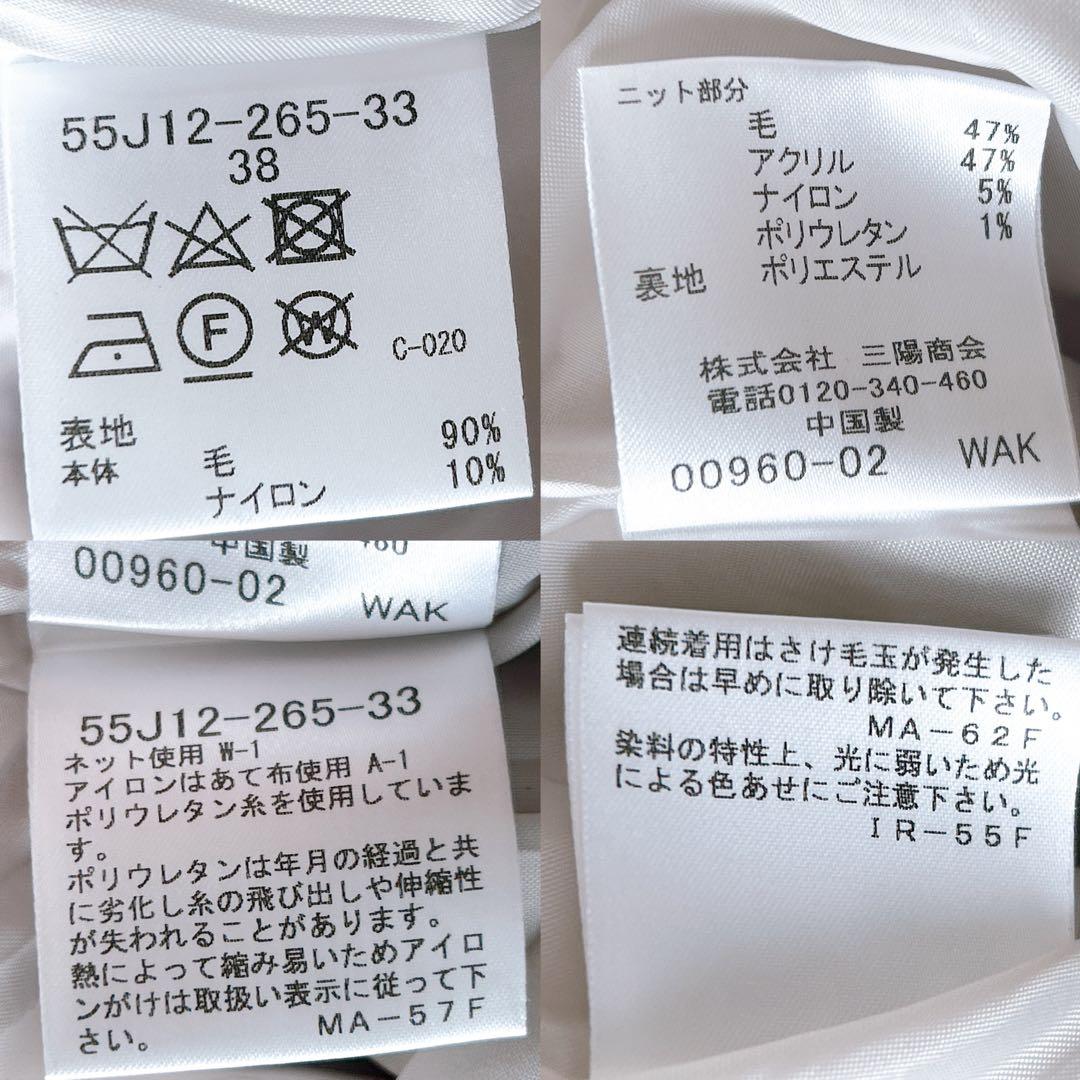 55J12-265-33
38
F
W
C-020
表地
本体
毛 90%
ナイロン 10%
ニット部分
毛 47%
アクリル 47%
ナイロン 5%
ポリウレタン 1%
裏地 ポリエステル
株式会社 三陽商会
電話0120-340-460
中国製
00960-02 WAK
中国製
00960-02 WAK
55J12-265-33
ネット使用 W-1
アイロンはあて布使用 A-1
ポリウレタン糸を使用していま
す。
ポリウレタンは年月の経過と共
に劣化し糸の飛び出しや伸縮性
が失われることがあります。
熱によって縮み易いためアイロ
ンがけは取扱い表示に従って下
さい。 MA-57F
連続着用はさけ毛玉が発生した
場合は早めに取り除いて下さい。
MA-62F
染料の特性上、光に弱いため光
による色あせにご注意下さい。
IR-55F